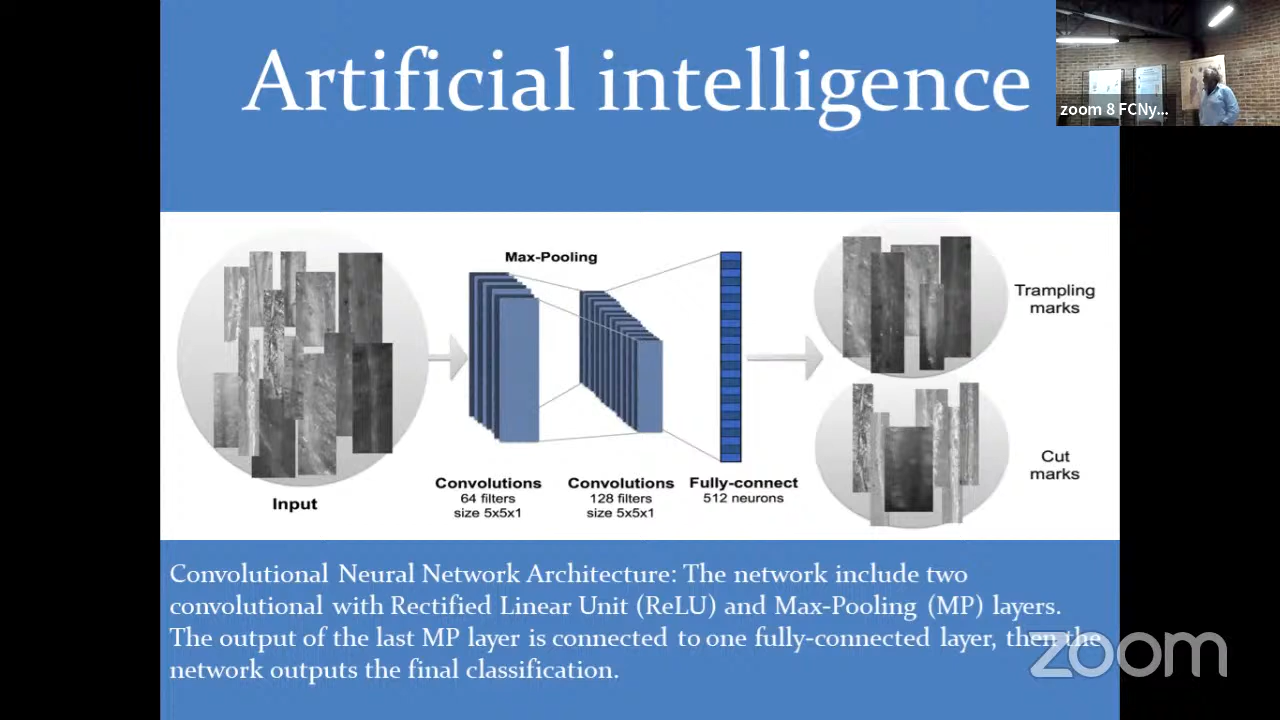 Artificial intelligence
zoom 8 FCNy...
Max-Pooling
Trampling
marks
Cut
marks
Input
Convolutions
64 filters
size 5x5x1
Convolutions
128 filters
size 5x5x1
Fully-connect
512 neurons
Convolutional Neural Network Architecture: The network include two
convolutional with Rectified Linear Unit (ReLU) and Max-Pooling (MP) layers.
The output of the last MP layer is connected to one fully-connected layer, then the
network outputs the final classification.
zoom